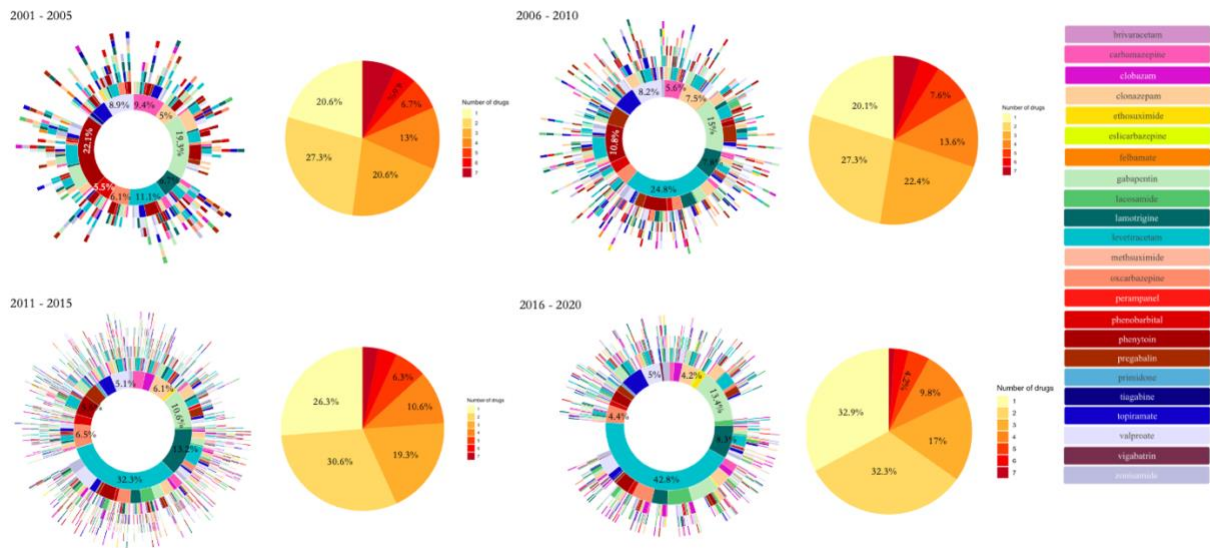 2001 - 2005
8.9%
9.4%
5%
19.3%
22.1%
5.5%
6.1%
11.1%
20.6%
6.7%
13%
27.3%
20.6%
Number of drugs
1
2
3
4
5
6
7
2006 - 2010
8.2%
5.6%
7.5%
15%
10.8%
24.8%
20.1%
7.6%
13.6%
27.3%
22.4%
Number of drugs
1
2
3
4
5
6
7
2011 - 2015
5.1%
6.1%
10.6%
13.2%
6.5%
32.3%
26.3%
6.3%
10.6%
30.6%
19.3%
Number of drugs
1
2
3
4
5
6
7
2016 - 2020
5%
4.2%
13.4%
8.3%
4.4%
42.8%
32.9%
4.9%
9.8%
17%
32.3%
Number of drugs
1
2
3
4
5
6
7
brivaracetam
carbamazepine
clobazam
clonazepam
ethosuximide
eslicarbazepine
felbamate
gabapentin
lacosamide
lamotrigine
levetiracetam
methsuximide
oxcarbazepine
perampanel
phenobarbital
phenytoin
pregabalin
primidone
tiagabine
topiramate
valproate
vigabatrin
zonisamide